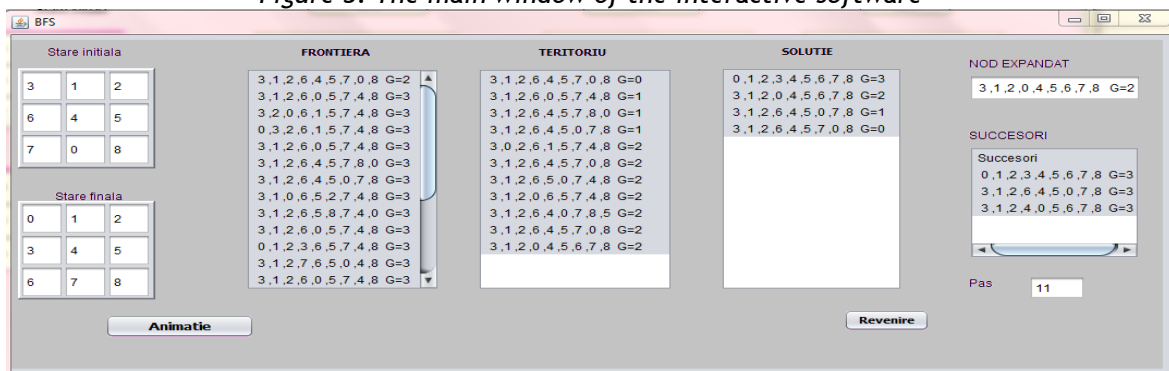 Figure 3. The main window of the interactive software
BFS
Stare initiala
3 1 2
6 4 5
7 0 8
Stare finala
0 1 2
3 4 5
6 7 8
Animatie
FRONTIERA
3,1,2,6,4,5,7,0,8 G=2
3,1,2,6,0,5,7,4,8 G=3
3,2,0,6,1,5,7,4,8 G=3
0,3,2,6,1,5,7,4,8 G=3
3,1,2,6,0,5,7,4,8 G=3
3,1,2,6,4,5,7,8,0 G=3
3,1,2,6,4,5,0,7,8 G=3
3,1,0,6,5,2,7,4,8 G=3
3,1,2,6,5,8,7,4,0 G=3
3,1,2,6,0,5,7,4,8 G=3
0,1,2,3,6,5,7,4,8 G=3
3,1,2,7,6,5,0,4,8 G=3
3,1,2,6,0,5,7,4,8 G=3
TERITORIU
3,1,2,6,4,5,7,0,8 G=0
3,1,2,6,0,5,7,4,8 G=1
3,1,2,6,4,5,7,8,0 G=1
3,1,2,6,4,5,0,7,8 G=1
3,0,2,6,1,5,7,4,8 G=2
3,1,2,6,4,5,7,0,8 G=2
3,1,2,6,5,0,7,4,8 G=2
3,1,2,0,6,5,7,4,8 G=2
3,1,2,6,4,0,7,8,5 G=2
3,1,2,6,4,5,7,0,8 G=2
3,1,2,0,4,5,6,7,8 G=2
SOLUTIE
0,1,2,3,4,5,6,7,8 G=3
3,1,2,0,4,5,6,7,8 G=2
3,1,2,6,4,5,0,7,8 G=1
3,1,2,6,4,5,7,0,8 G=0
Revenire
NOD EXPANDAT
3,1,2,0,4,5,6,7,8 G=2
SUCCESORI
Succesori
0,1,2,3,4,5,6,7,8 G=3
3,1,2,6,4,5,0,7,8 G=3
3,1,2,4,0,5,6,7,8 G=3
Pas 11